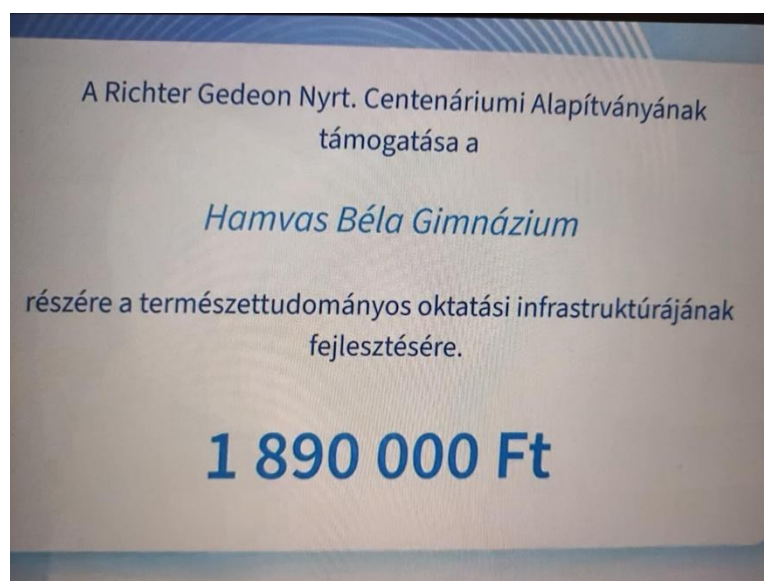 A Richter Gedeon Nyrt. Centenáriumi Alapítványának
támogatása a
Hamvas Béla Gimnázium
részére a természettudományos oktatási infrastruktúrájának
fejlesztésére.
1 890 000 Ft